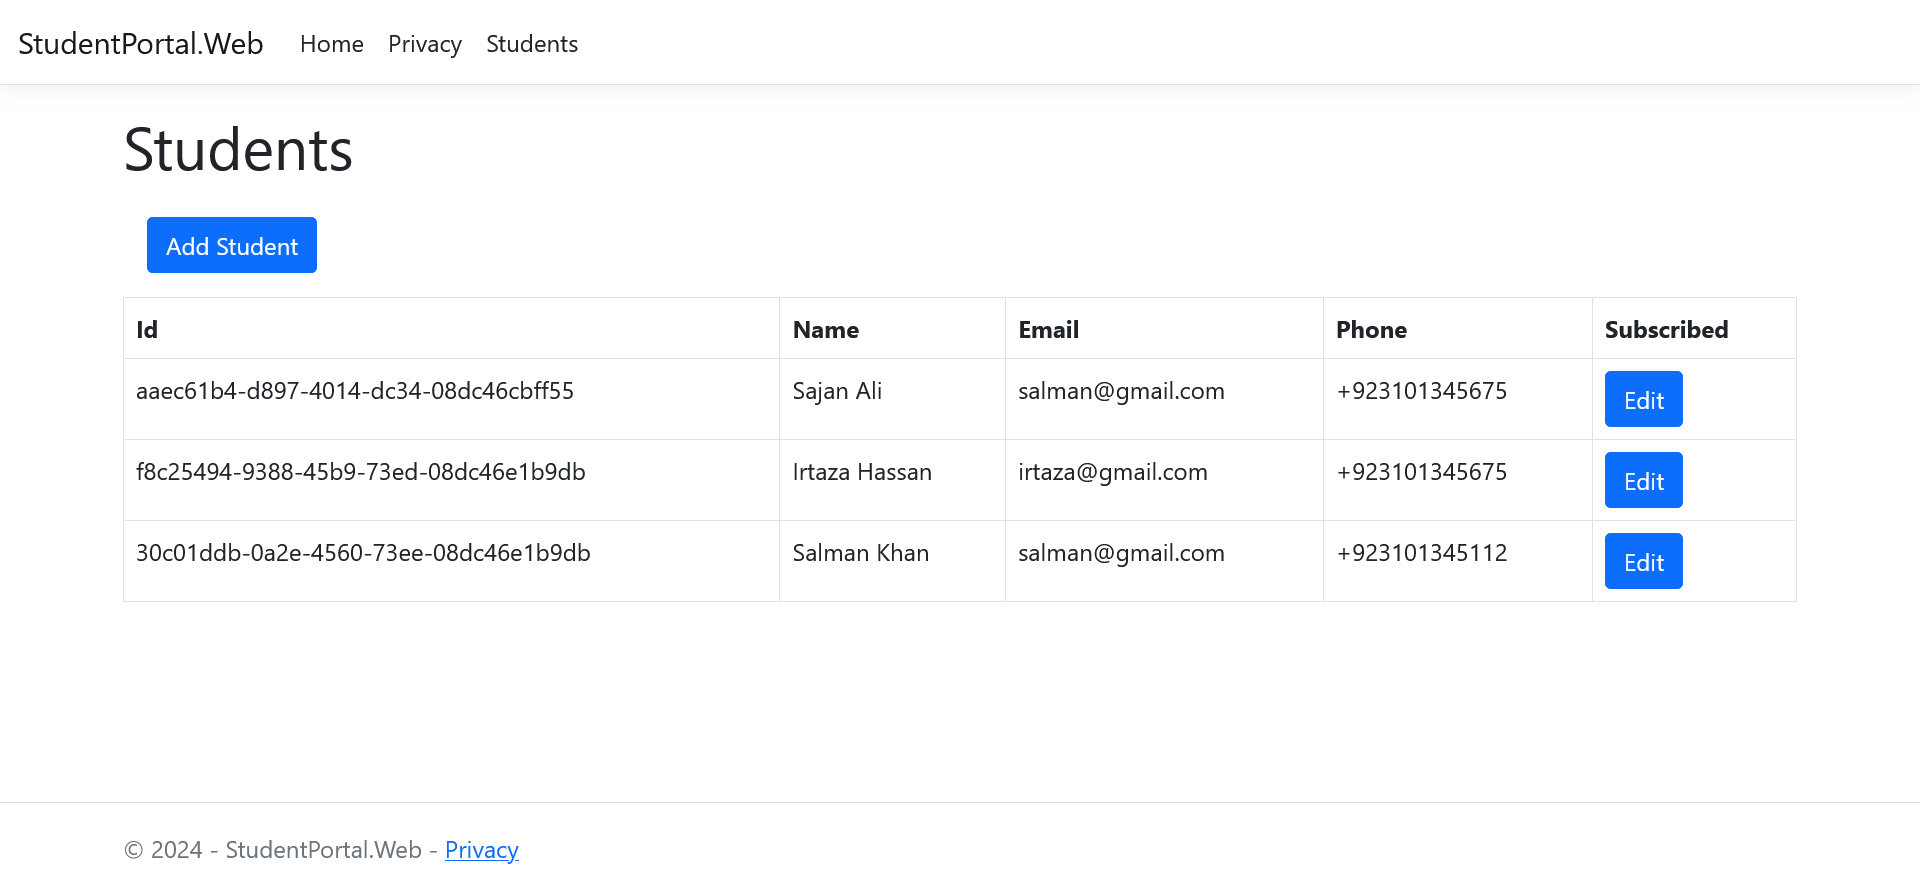 StudentPortal.Web Home Privacy Students
Students
Add Student
Id Name Email Phone Subscribed
aaec61b4-d897-4014-dc34-08dc46cbff55 Sajan Ali salman@gmail.com +923101345675 Edit
f8c25494-9388-45b9-73ed-08dc46e1b9db Irtaza Hassan irtaza@gmail.com +923101345675 Edit
30c01ddb-0a2e-4560-73ee-08dc46e1b9db Salman Khan salman@gmail.com +923101345112 Edit
© 2024 - StudentPortal.Web - Privacy